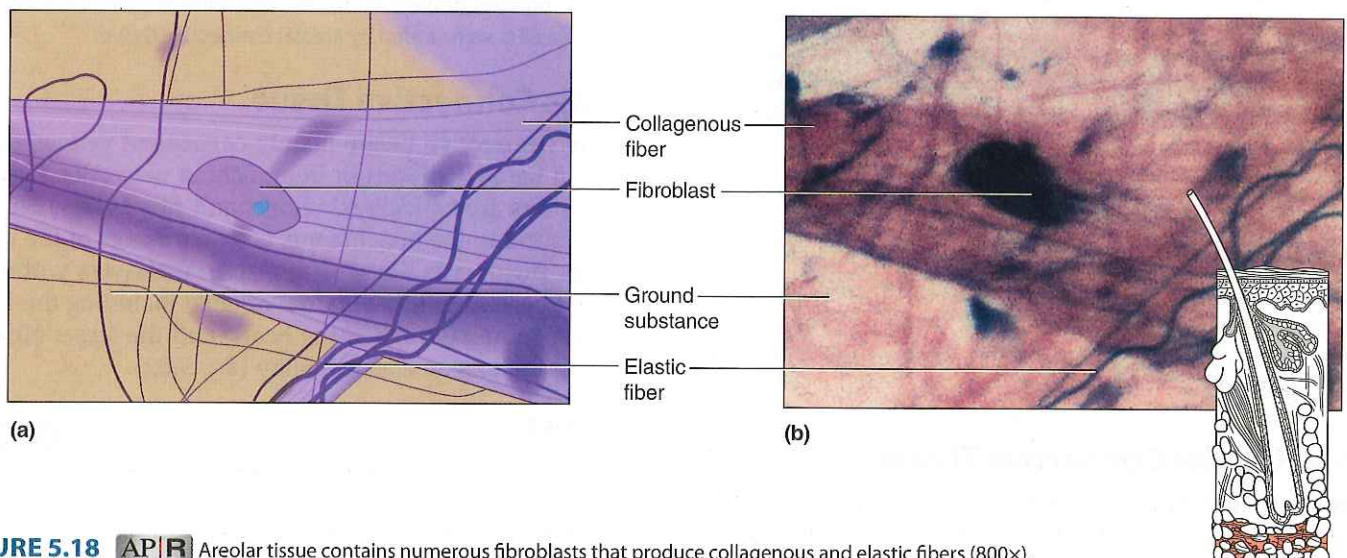 Collagenous
fiber
Fibroblast
Ground
substance
Elastic
fiber
(a)
(b)
URE 5.18 AP|R Areolar tissue contains numerous fibroblasts that produce collagenous and elastic fibers (800×).